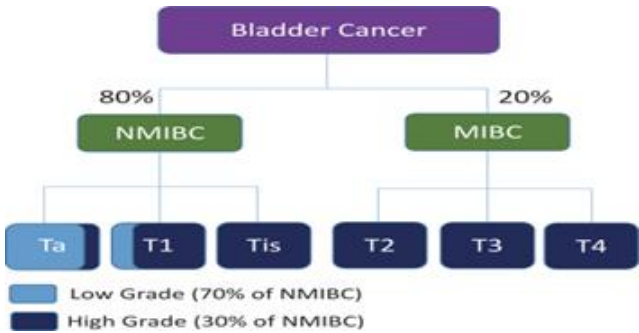 Bladder Cancer
80%
20%
NMIBC
MIBC
Ta
T1
Tis
T2
T3
T4
Low Grade (70% of NMIBC)
High Grade (30% of NMIBC)